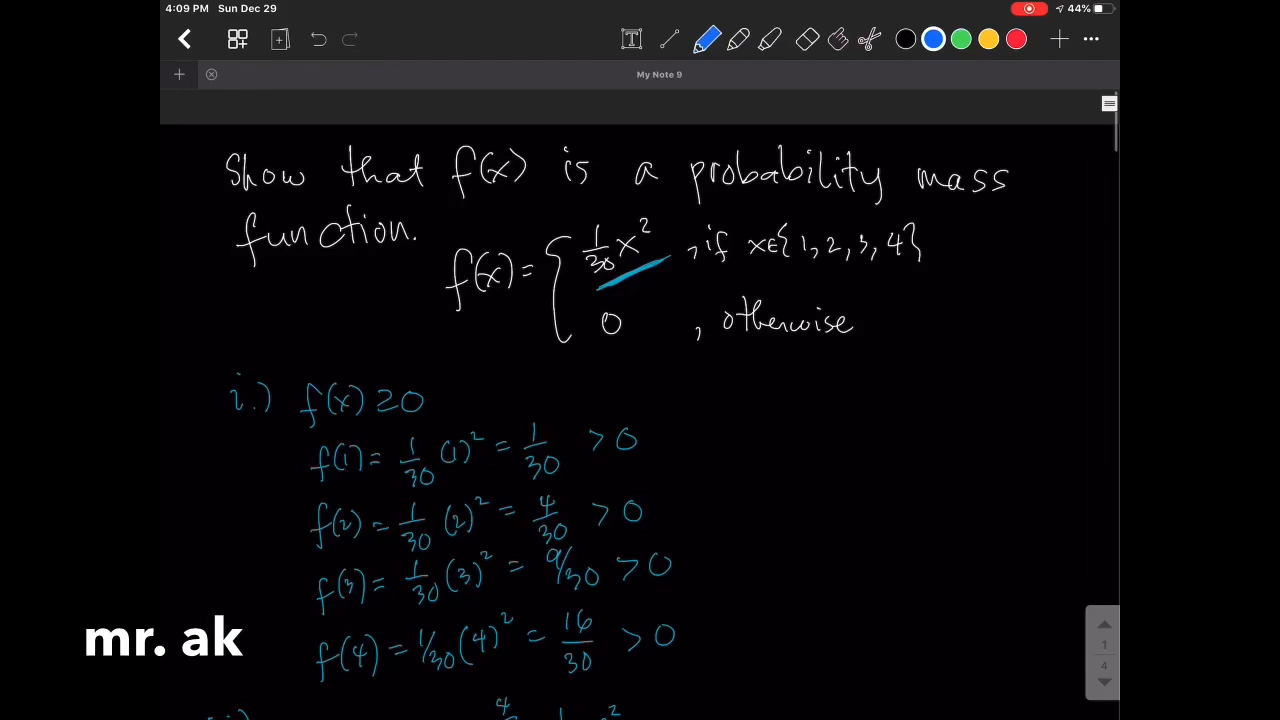 4:09 PM Sun Dec 29 44%
My Note 9
Show that f(x) is a probability mass
function.
f(x) = { 1/30 x² , if x∈{1, 2, 3, 4}
0 , otherwise
i.) f(x) ≥ 0
f(1) = 1/30 (1)² = 1/30 > 0
f(2) = 1/30 (2)² = 4/30 > 0
f(3) = 1/30 (3)² = 9/30 > 0
f(4) = 1/30 (4)² = 16/30 > 0
mr. ak
1
4